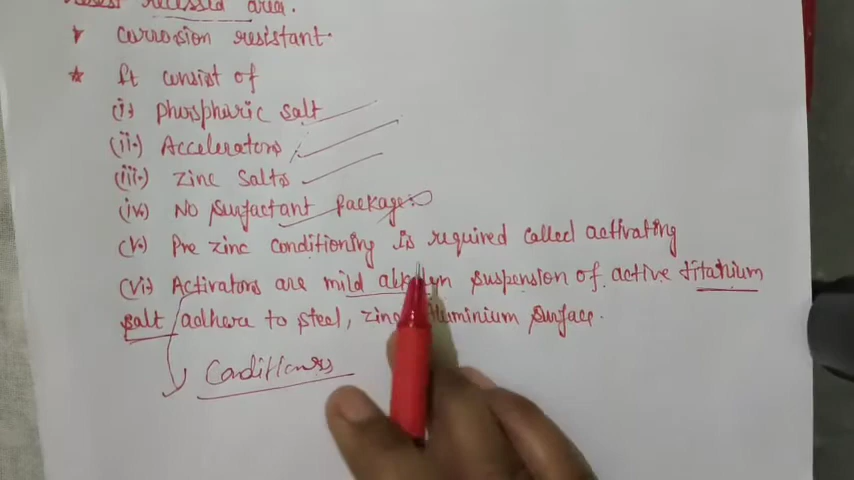 recessed area.
corrosion resistant.
It consist of
(i) phosphoric salt
(ii) Accelerators
(iii) zinc salts
(iv) No surfactant package.
(v) Pre zinc conditioning is required called activating
(vi) Activators are mild suspension of active titanium
salt adhere to steel, zinc aluminium surface.
Conditioners